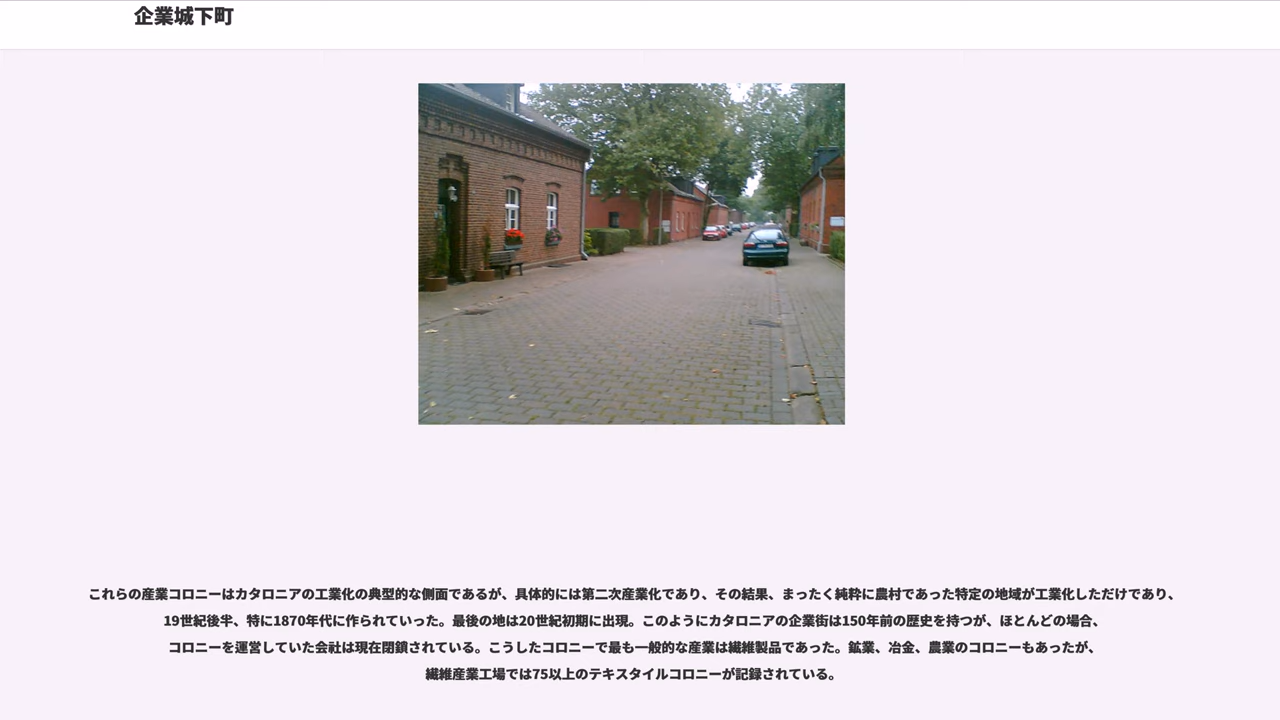 企業城下町
これらの産業コロニーはカタロニアの工業化の典型的な側面であるが、具体的には第二次産業化であり、その結果、まったく純粋に農村であった特定の地域が工業化しただけであり、
19世紀後半、特に1870年代に作られていった。最後の地は20世紀初期に出現。このようにカタロニアの企業街は150年前の歴史を持つが、ほとんどの場合、
コロニーを運営していた会社は現在閉鎖されている。こうしたコロニーで最も一般的な産業は繊維製品であった。鉱業、冶金、農業のコロニーもあったが、
繊維産業工場では75以上のテキスタイルコロニーが記録されている。